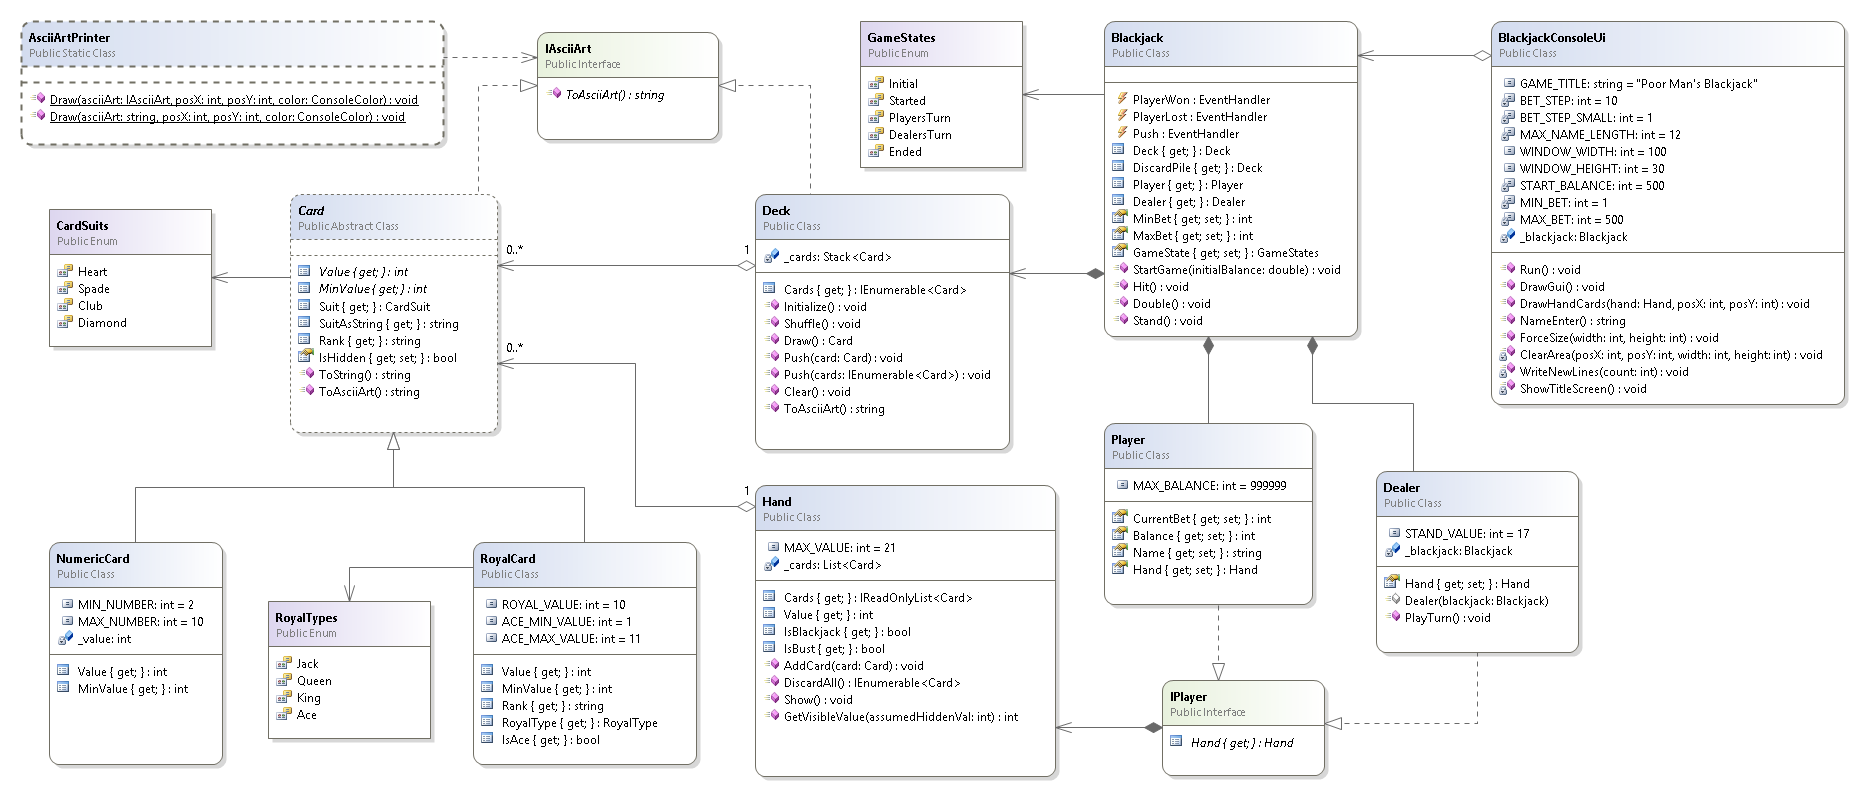 AsciiArtPrinter
Public Static Class
Draw(asciiArt: IAsciiArt, posX: int, posY: int, color: ConsoleColor) : void
Draw(asciiArt: string, posX: int, posY: int, color: ConsoleColor) : void
IAsciiArt
Public Interface
ToAsciiArt() : string
GameStates
Public Enum
Initial
Started
PlayersTurn
DealersTurn
Ended
Blackjack
Public Class
PlayerWon : EventHandler
PlayerLost : EventHandler
Push : EventHandler
Deck { get; } : Deck
DiscardPile { get; } : Deck
Player { get; } : Player
Dealer { get; } : Dealer
MinBet { get; set; } : int
MaxBet { get; set; } : int
GameState { get; set; } : GameStates
StartGame(initialBalance: double) : void
Hit() : void
Double() : void
Stand() : void
BlackjackConsoleUi
Public Class
GAME_TITLE: string = "Poor Man's Blackjack"
BET_STEP: int = 10
BET_STEP_SMALL: int = 1
MAX_NAME_LENGTH: int = 12
WINDOW_WIDTH: int = 100
WINDOW_HEIGHT: int = 30
START_BALANCE: int = 500
MIN_BET: int = 1
MAX_BET: int = 500
_blackjack: Blackjack
Run() : void
DrawGui() : void
DrawHandCards(hand: Hand, posX: int, posY: int) : void
NameEnter() : string
ForceSize(width: int, height: int) : void
ClearArea(posX: int, posY: int, width: int, height: int) : void
WriteNewLines(count: int) : void
ShowTitleScreen() : void
CardSuits
Public Enum
Heart
Spade
Club
Diamond
Card
Public Abstract Class
Value { get; } : int
MinValue { get; } : int
Suit { get; } : CardSuit
SuitAsString { get; } : string
Rank { get; } : string
IsHidden { get; set; } : bool
ToString() : string
ToAsciiArt() : string
0..*
1
0..*
1
Deck
Public Class
_cards: Stack<Card>
Cards { get; } : IEnumerable<Card>
Initialize() : void
Shuffle() : void
Draw() : Card
Push(card: Card) : void
Push(cards: IEnumerable<Card>) : void
Clear() : void
ToAsciiArt() : string
Hand
Public Class
MAX_VALUE: int = 21
_cards: List<Card>
Cards { get; } : IReadOnlyList<Card>
Value { get; } : int
IsBlackjack { get; } : bool
IsBust { get; } : bool
AddCard(card: Card) : void
DiscardAll() : IEnumerable<Card>
Show() : void
GetVisibleValue(assumedHiddenVal: int) : int
Player
Public Class
MAX_BALANCE: int = 999999
CurrentBet { get; set; } : int
Balance { get; set; } : int
Name { get; set; } : string
Hand { get; set; } : Hand
Dealer
Public Class
STAND_VALUE: int = 17
_blackjack: Blackjack
Hand { get; set; } : Hand
Dealer(blackjack: Blackjack)
PlayTurn() : void
NumericCard
Public Class
MIN_NUMBER: int = 2
MAX_NUMBER: int = 10
_value: int
Value { get; } : int
MinValue { get; } : int
RoyalTypes
Public Enum
Jack
Queen
King
Ace
RoyalCard
Public Class
ROYAL_VALUE: int = 10
ACE_MIN_VALUE: int = 1
ACE_MAX_VALUE: int = 11
Value { get; } : int
MinValue { get; } : int
Rank { get; } : string
RoyalType { get; } : RoyalType
IsAce { get; } : bool
IPlayer
Public Interface
Hand { get; } : Hand